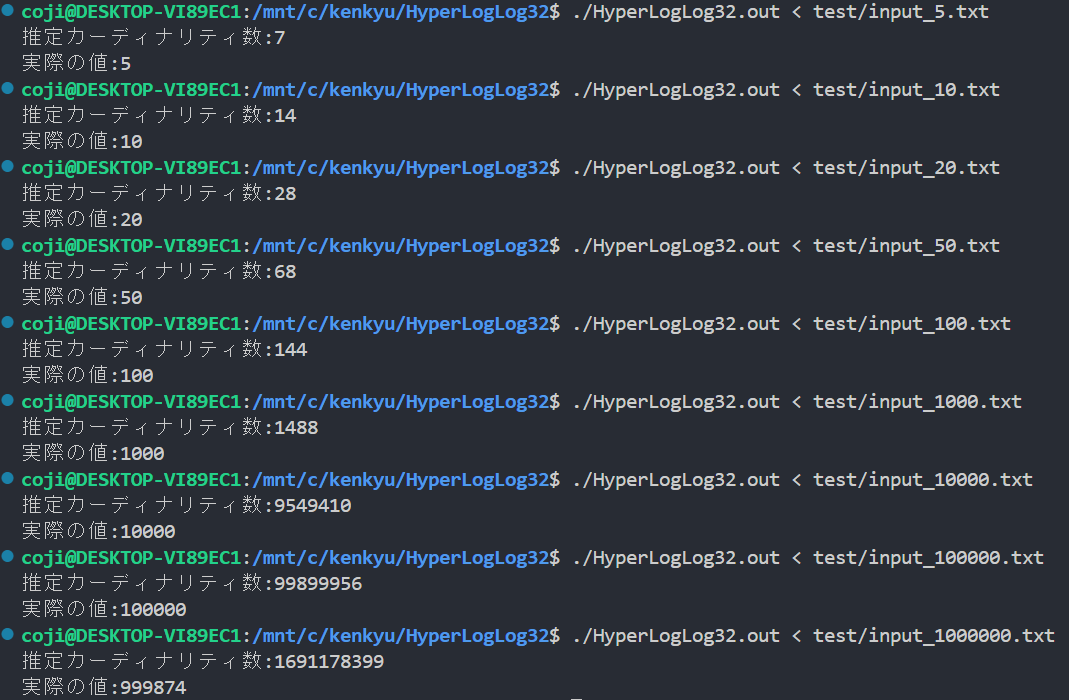 coji@DESKTOP-VI89EC1:/mnt/c/kenkyu/HyperLogLog32$ ./HyperLogLog32.out < test/input_5.txt
推定カーディナリティ数:7
実際の値:5
coji@DESKTOP-VI89EC1:/mnt/c/kenkyu/HyperLogLog32$ ./HyperLogLog32.out < test/input_10.txt
推定カーディナリティ数:14
実際の値:10
coji@DESKTOP-VI89EC1:/mnt/c/kenkyu/HyperLogLog32$ ./HyperLogLog32.out < test/input_20.txt
推定カーディナリティ数:28
実際の値:20
coji@DESKTOP-VI89EC1:/mnt/c/kenkyu/HyperLogLog32$ ./HyperLogLog32.out < test/input_50.txt
推定カーディナリティ数:68
実際の値:50
coji@DESKTOP-VI89EC1:/mnt/c/kenkyu/HyperLogLog32$ ./HyperLogLog32.out < test/input_100.txt
推定カーディナリティ数:144
実際の値:100
coji@DESKTOP-VI89EC1:/mnt/c/kenkyu/HyperLogLog32$ ./HyperLogLog32.out < test/input_1000.txt
推定カーディナリティ数:1488
実際の値:1000
coji@DESKTOP-VI89EC1:/mnt/c/kenkyu/HyperLogLog32$ ./HyperLogLog32.out < test/input_10000.txt
推定カーディナリティ数:9549410
実際の値:10000
coji@DESKTOP-VI89EC1:/mnt/c/kenkyu/HyperLogLog32$ ./HyperLogLog32.out < test/input_100000.txt
推定カーディナリティ数:99899956
実際の値:100000
coji@DESKTOP-VI89EC1:/mnt/c/kenkyu/HyperLogLog32$ ./HyperLogLog32.out < test/input_1000000.txt
推定カーディナリティ数:1691178399
実際の値:999874